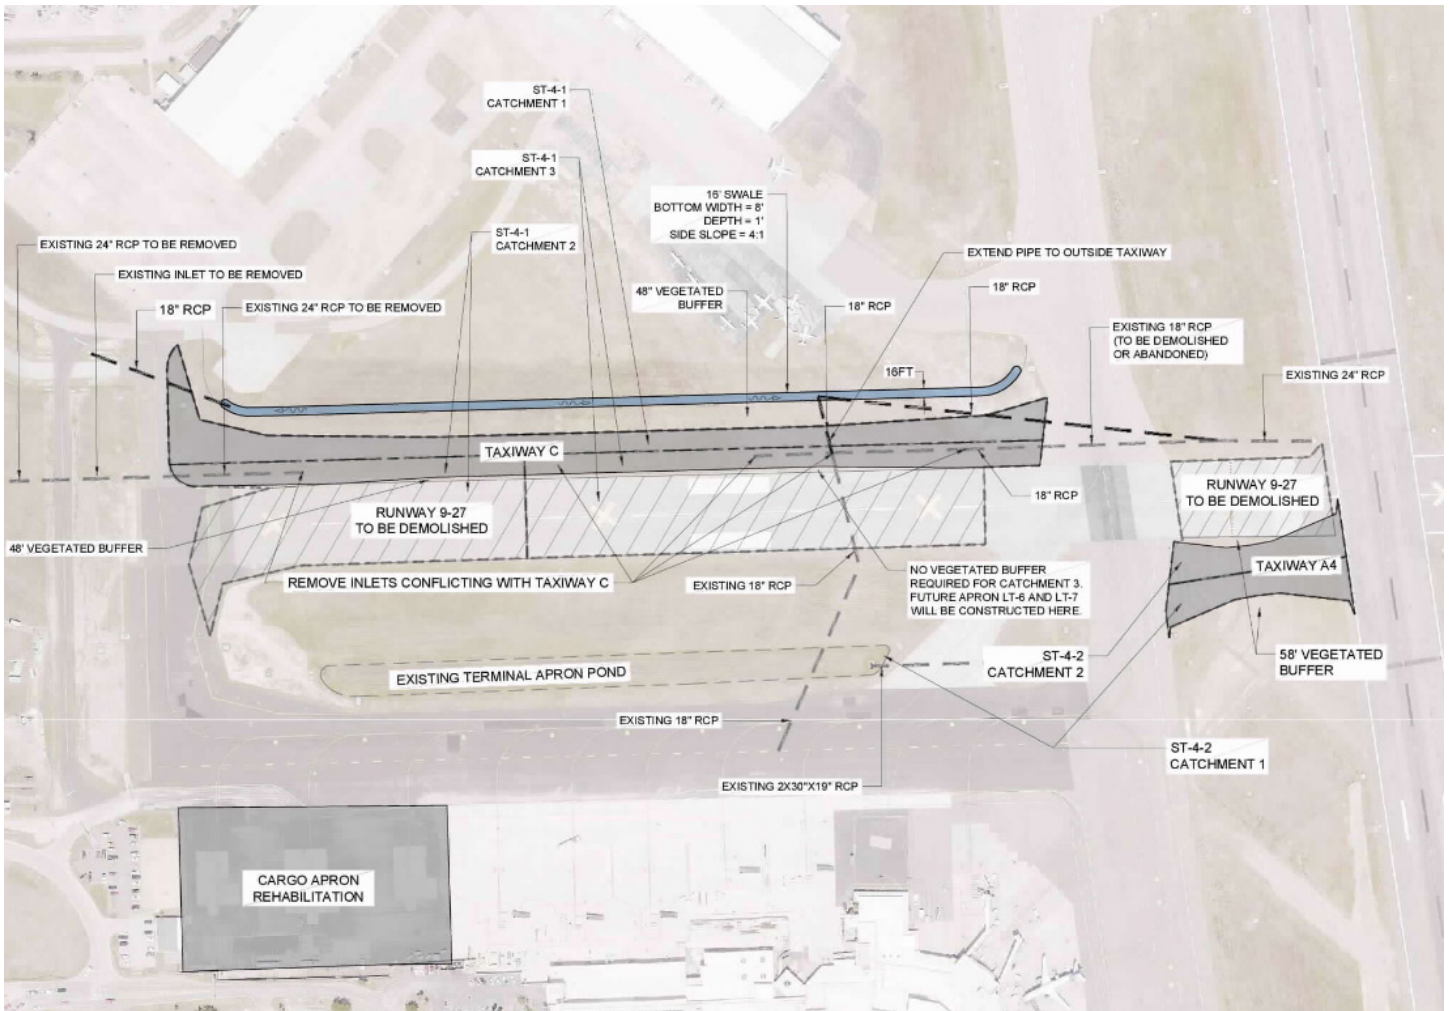 ST-4-1
CATCHMENT 1
ST-4-1
CATCHMENT 3
16' SWALE
BOTTOM WIDTH = 8'
DEPTH = 1'
SIDE SLOPE = 4:1
ST-4-1
CATCHMENT 2
EXISTING 24" RCP TO BE REMOVED
EXTEND PIPE TO OUTSIDE TAXIWAY
EXISTING INLET TO BE REMOVED
48" VEGETATED
BUFFER
18" RCP
18" RCP
EXISTING 24" RCP TO BE REMOVED
18" RCP
EXISTING 18" RCP
(TO BE DEMOLISHED
OR ABANDONED)
16FT
EXISTING 24" RCP
TAXIWAY C
RUNWAY 9-27
TO BE DEMOLISHED
18" RCP
RUNWAY 9-27
TO BE DEMOLISHED
48' VEGETATED BUFFER
REMOVE INLETS CONFLICTING WITH TAXIWAY C
EXISTING 18" RCP
NO VEGETATED BUFFER
REQUIRED FOR CATCHMENT 3.
FUTURE APRON LT-6 AND LT-7
WILL BE CONSTRUCTED HERE.
TAXIWAY A4
EXISTING TERMINAL APRON POND
ST-4-2
CATCHMENT 2
58' VEGETATED
BUFFER
EXISTING 18" RCP
ST-4-2
CATCHMENT 1
EXISTING 2X30"X19" RCP
CARGO APRON
REHABILITATION